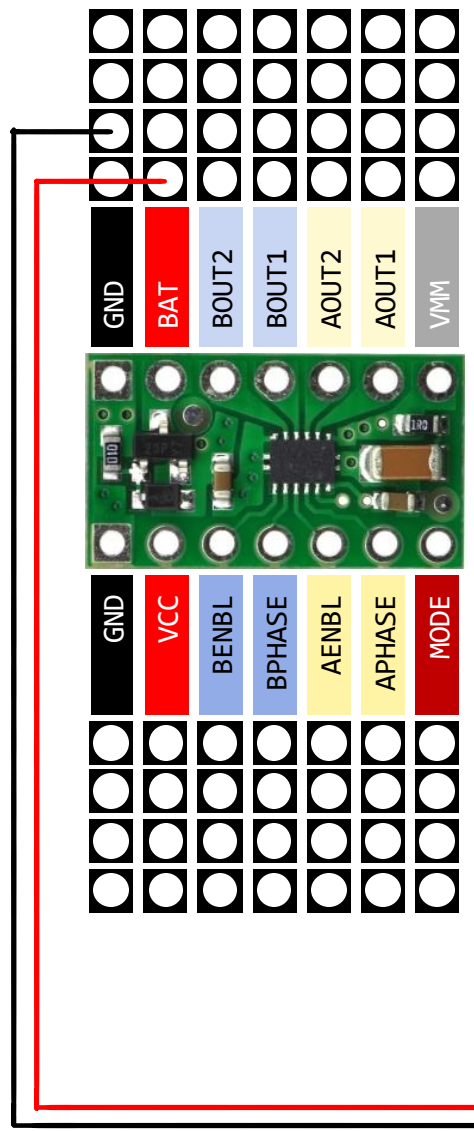 GND
BAT
BOUT2
BOUT1
AOUT2
AOUT1
VMM
GND
VCC
BENBL
BPHASE
AENBL
APHASE
MODE